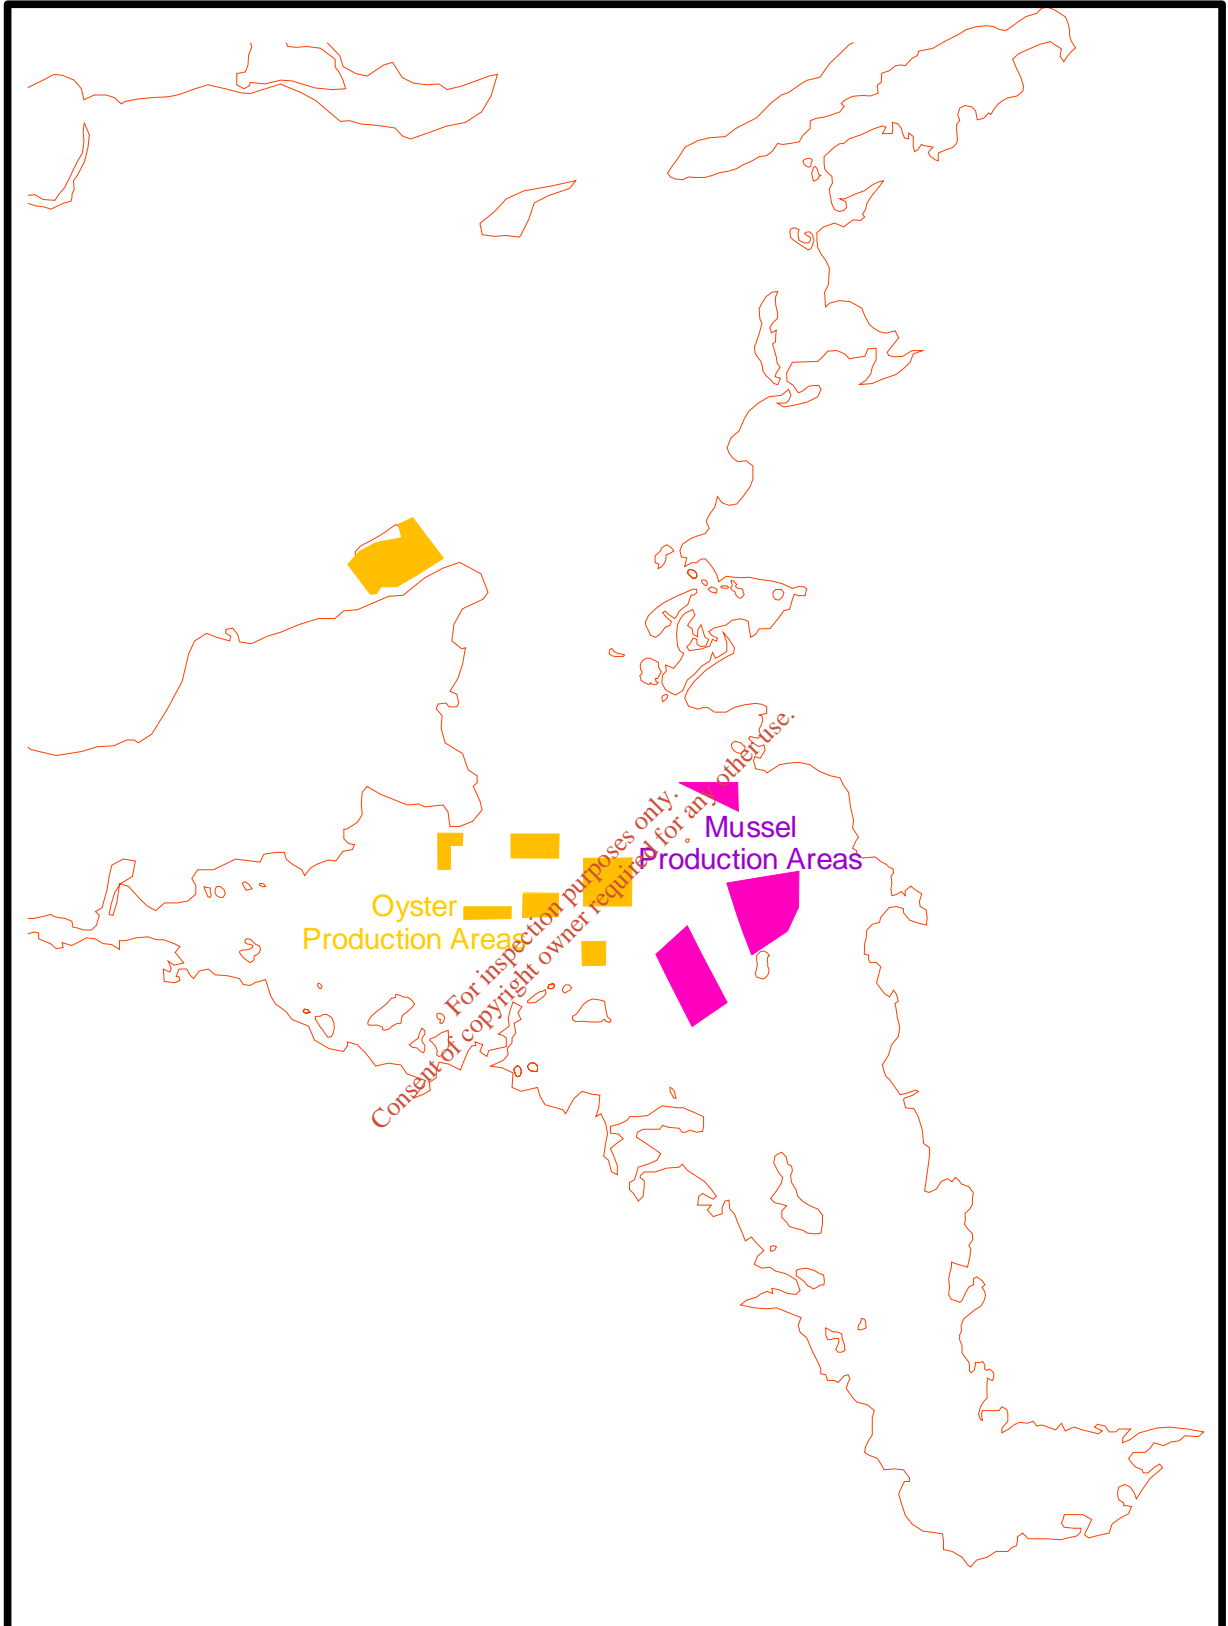 Mussel
Production Areas
Oyster
Production Areas
For inspection purposes only.
Consent of copyright owner required for any other use.